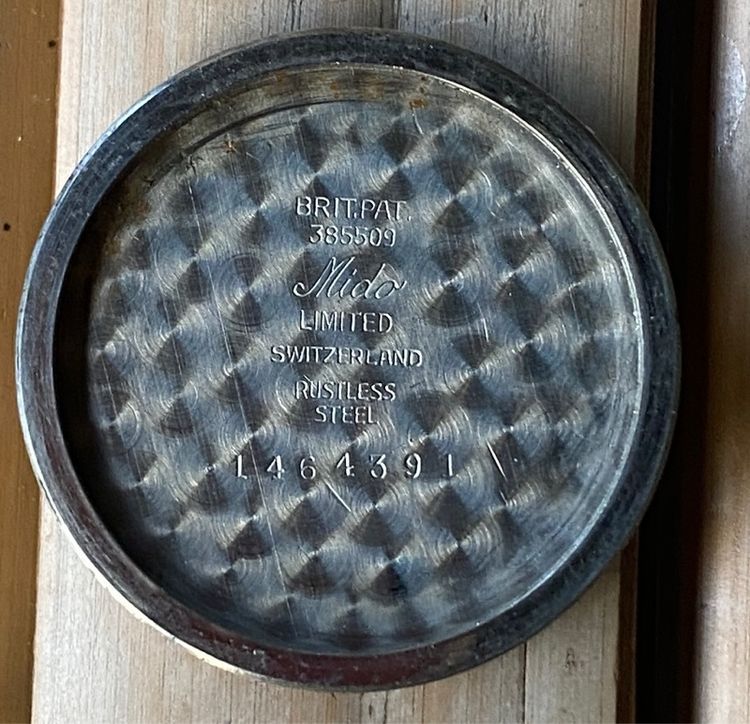 BRIT.PAT.
385509
Mido
LIMITED
SWITZERLAND
RUSTLESS
STEEL
1464391